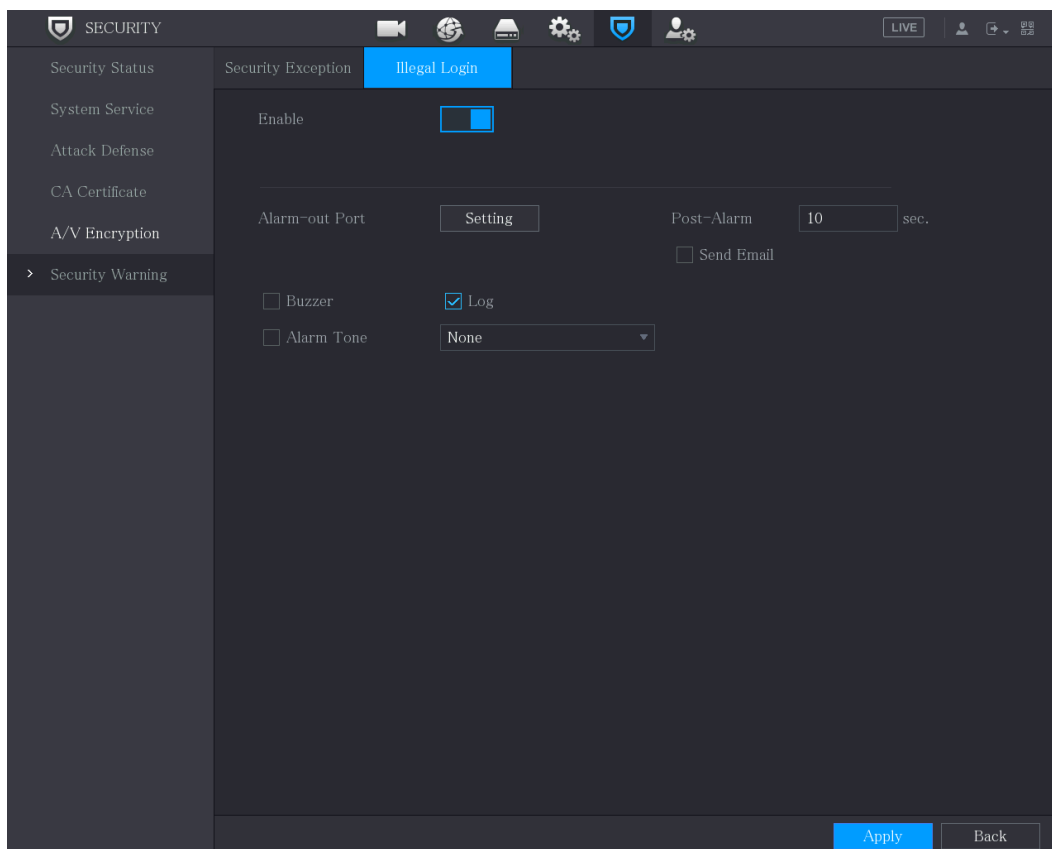 SECURITY
LIVE
Security Status
System Service
Attack Defense
CA Certificate
A/V Encryption
Security Warning
Security Exception
Illegal Login
Enable
Alarm-out Port
Setting
Post-Alarm
10
sec.
Send Email
Buzzer
Log
Alarm Tone
None
Apply
Back